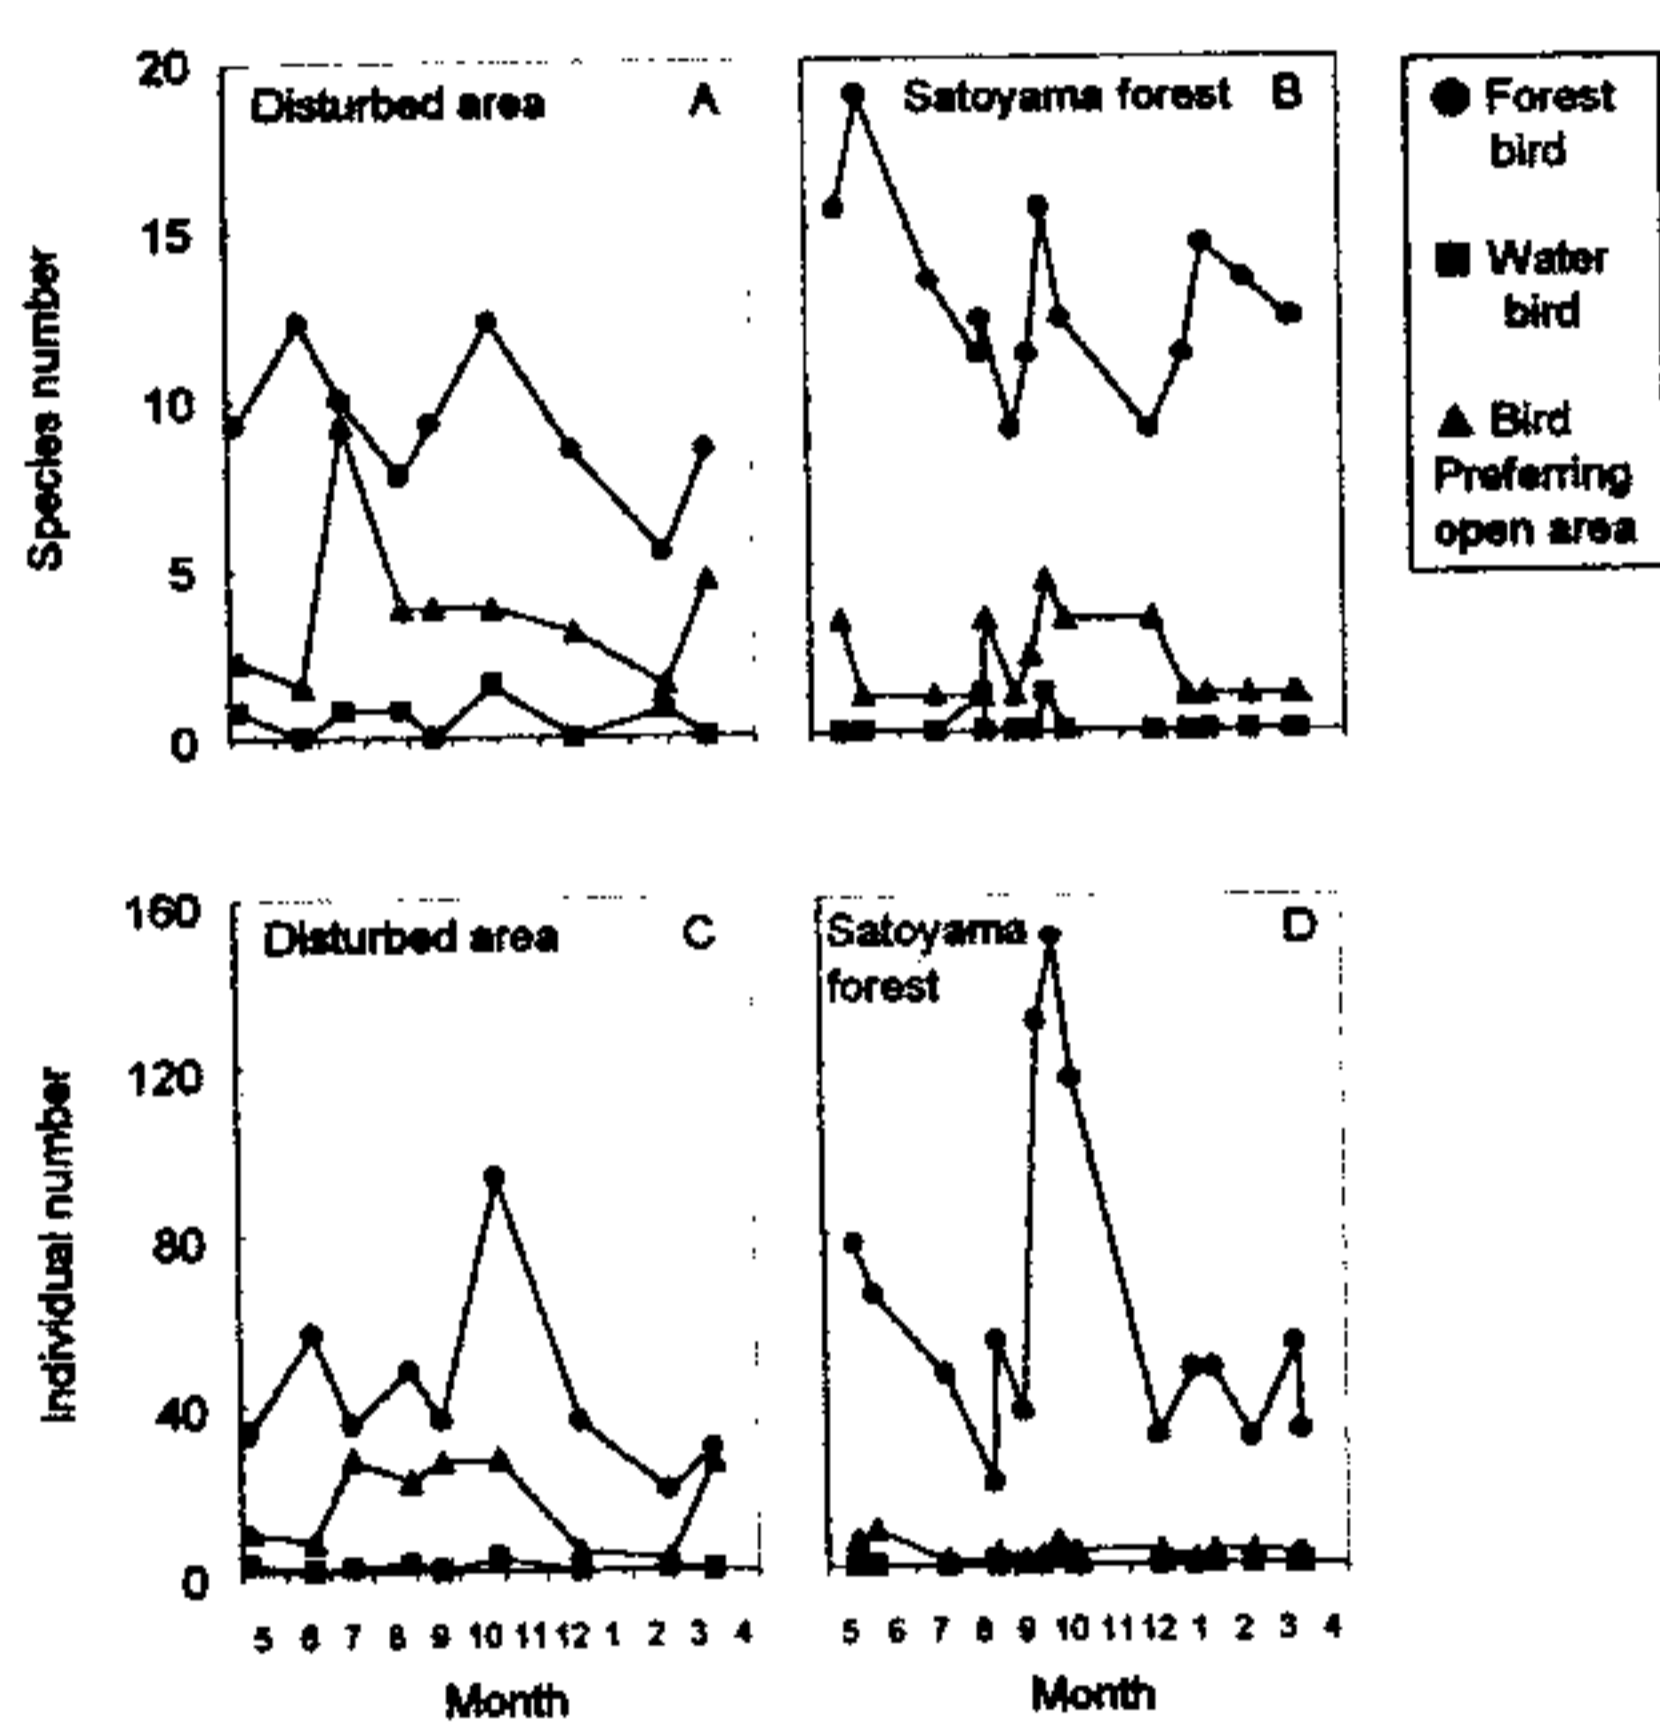 Species number
20
15
10
5
0
Disturbed area A
Satoyama forest B
Forest
bird
Water
bird
Bird
Preferring
open area
Individual number
160
120
80
40
0
Disturbed area C
Satoyama D
forest
5 6 7 8 9 10 11 12 1 2 3 4
Month
5 6 7 8 9 10 11 12 1 2 3 4
Month